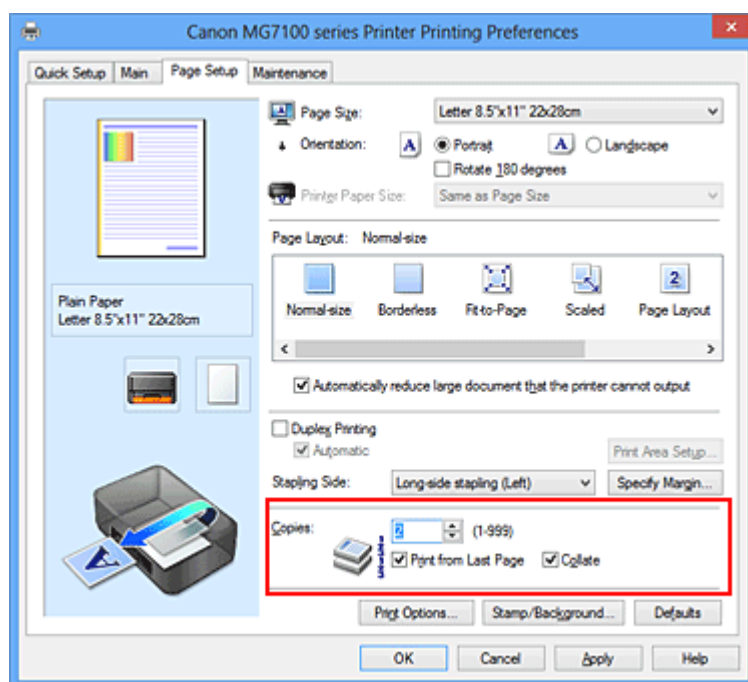 Canon MG7100 series Printer Printing Preferences
Quick Setup Main Page Setup Maintenance
Page Size: Letter 8.5"x11" 22x28cm
Orientation: A Portrait A Landscape
Rotate 180 degrees
Printer Paper Size: Same as Page Size
Page Layout: Normal-size
2
Normal-size Borderless Fit-to-Page Scaled Page Layout
Plain Paper
Letter 8.5"x11" 22x28cm
Automatically reduce large document that the printer cannot output
Duplex Printing
Automatic
Print Area Setup...
Stapling Side: Long-side stapling (Left) Specify Margin...
A
Copies: 2 (1-999)
Print from Last Page Collate
Print Options... Stamp/Background... Defaults
OK Cancel Apply Help